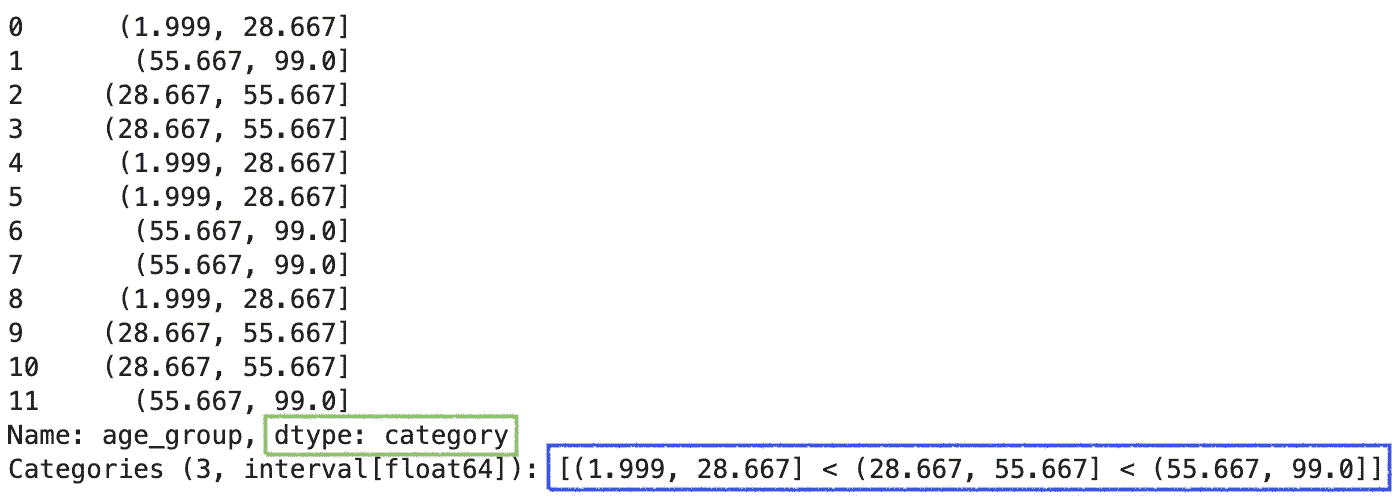 0      (1.999, 28.667]
1       (55.667, 99.0]
2     (28.667, 55.667]
3     (28.667, 55.667]
4      (1.999, 28.667]
5      (1.999, 28.667]
6       (55.667, 99.0]
7       (55.667, 99.0]
8      (1.999, 28.667]
9     (28.667, 55.667]
10    (28.667, 55.667]
11      (55.667, 99.0]
Name: age_group, dtype: category
Categories (3, interval[float64]): [(1.999, 28.667] < (28.667, 55.667] < (55.667, 99.0]]